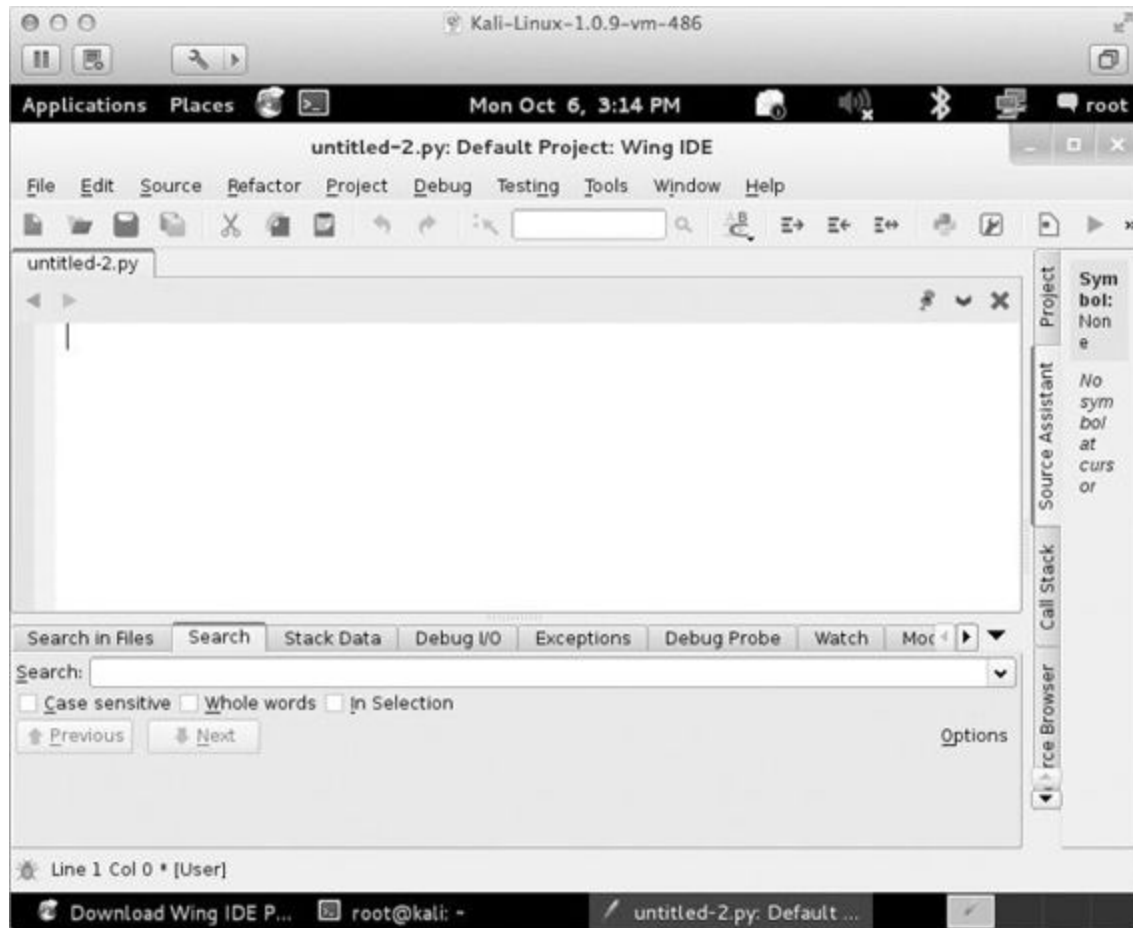 Kali-Linux-1.0.9-vm-486
Applications Places Mon Oct 6, 3:14 PM root
untitled-2.py: Default Project: Wing IDE
File Edit Source Refactor Project Debug Testing Tools Window Help
untitled-2.py
Project
Source Assistant
Call Stack
rce Browser
Sym
bol:
Non
e
No
sym
bol
at
curs
or
Search in Files Search Stack Data Debug I/O Exceptions Debug Probe Watch Moc
Search:
Case sensitive Whole words In Selection
Previous Next Options
Line 1 Col 0 * [User]
Download Wing IDE P... root@kali: ~ untitled-2.py: Default ...